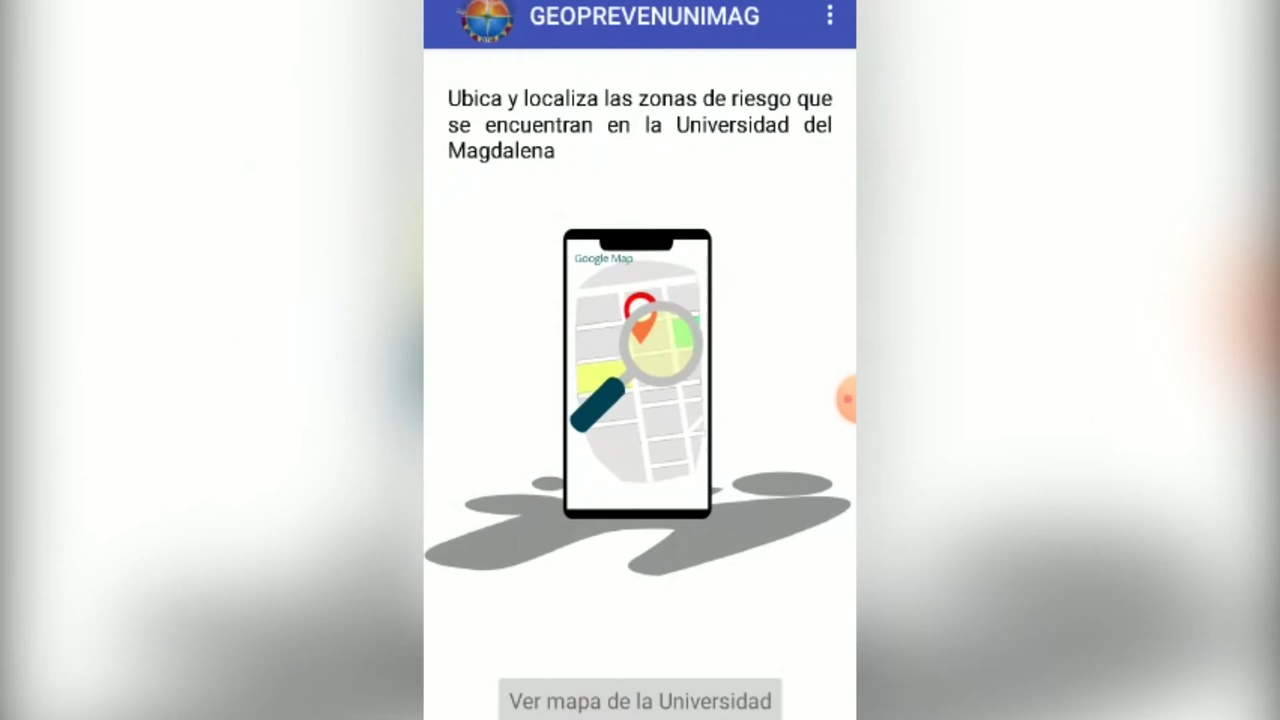 GEOPREVENUNIMAG
Ubica y localiza las zonas de riesgo que
se encuentran en la Universidad del
Magdalena
Google Map
Ver mapa de la Universidad